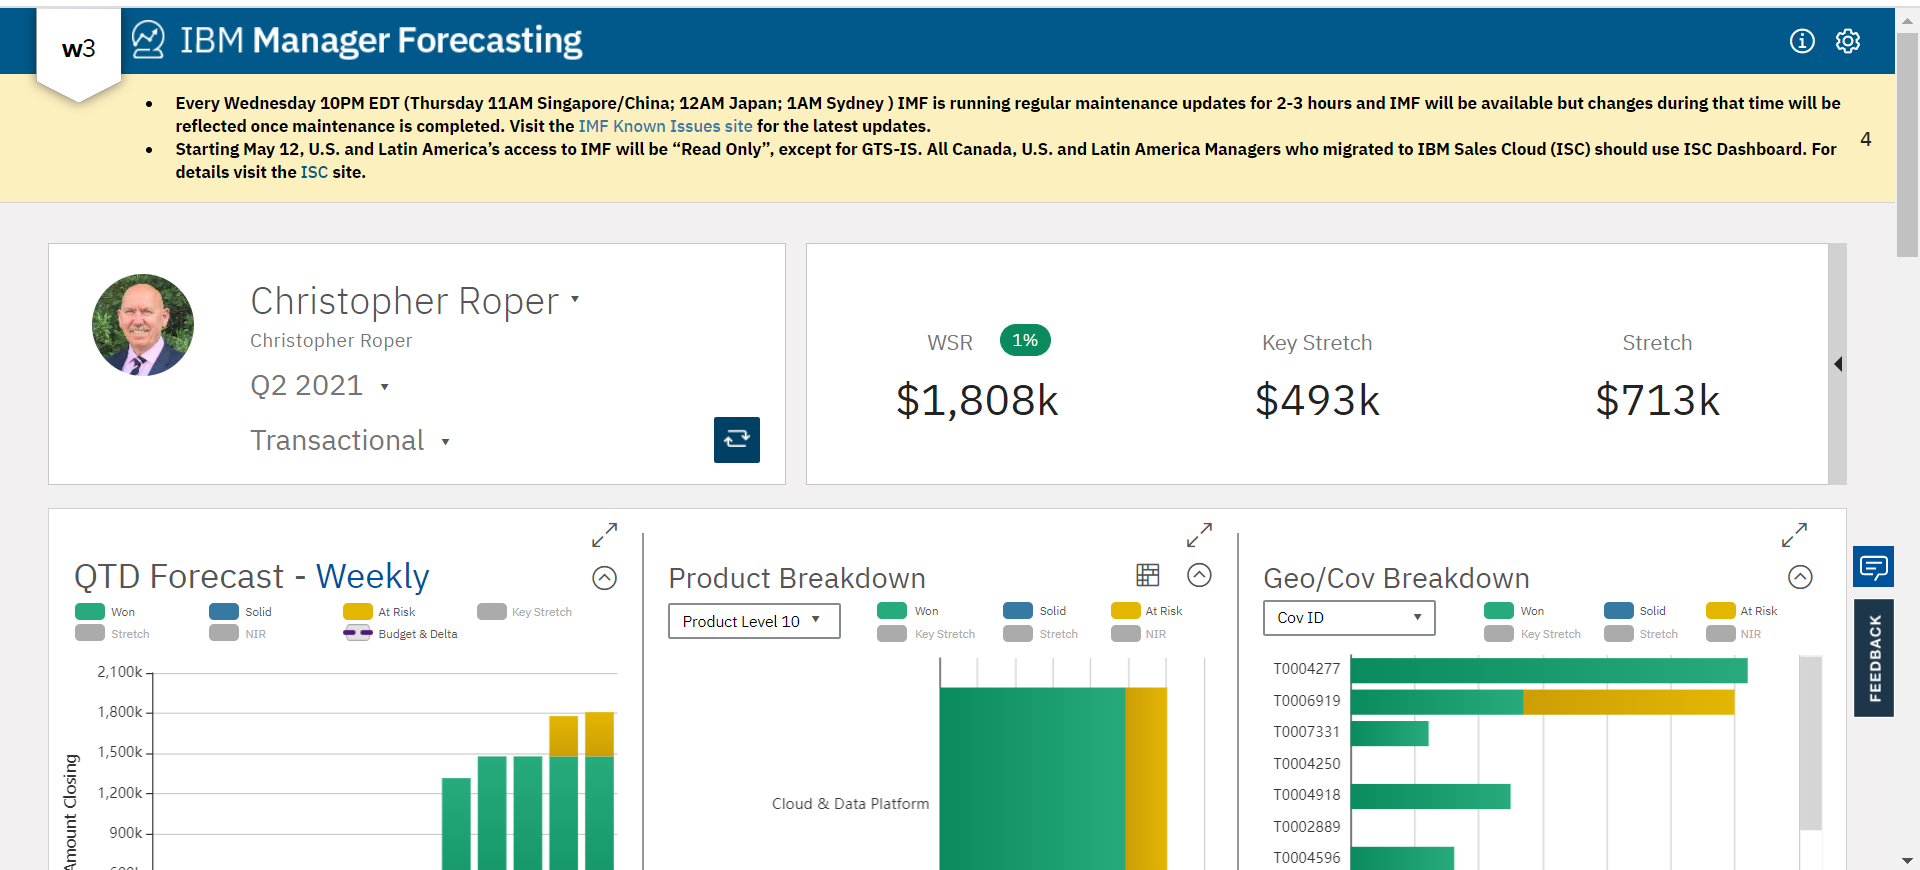 w3
IBM Manager Forecasting
• Every Wednesday 10PM EDT (Thursday 11AM Singapore/China; 12AM Japan; 1AM Sydney ) IMF is running regular maintenance updates for 2-3 hours and IMF will be available but changes during that time will be
reflected once maintenance is completed. Visit the IMF Known Issues site for the latest updates.
• Starting May 12, U.S. and Latin America’s access to IMF will be “Read Only”, except for GTS-IS. All Canada, U.S. and Latin America Managers who migrated to IBM Sales Cloud (ISC) should use ISC Dashboard. For
details visit the ISC site.
4
Christopher Roper
Christopher Roper
Q2 2021
Transactional
WSR 1%
$1,808k
Key Stretch
$493k
Stretch
$713k
QTD Forecast - Weekly
Won Solid At Risk Key Stretch
Stretch NIR Budget & Delta
2,100k
1,800k
1,500k
1,200k
900k
Amount Closing
Product Breakdown
Product Level 10
Won Solid At Risk
Key Stretch Stretch NIR
Cloud & Data Platform
Geo/Cov Breakdown
Cov ID
Won Solid At Risk
Key Stretch Stretch NIR
T0004277
T0006919
T0007331
T0004250
T0004918
T0002889
T0004596
FEEDBACK